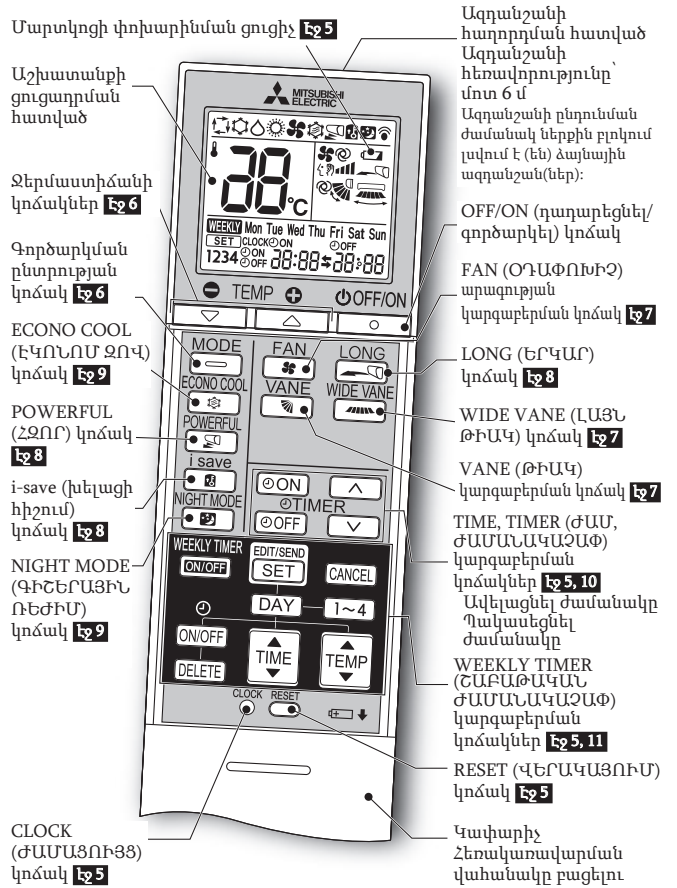 Մարտկոցի փոխարինման ցուցիչ Էջ 5
Աշխատանքի
ցուցադրման
հատված
Ջերմաստիճանի
կոճակներ Էջ 6
Գործարկման
ընտրության
կոճակ Էջ 6
ECONO COOL
(ԷԿՈՆՈՄ ԶՈՎ)
կոճակ Էջ 9
POWERFUL
(ՀԶՈՐ) կոճակ
Էջ 8
i-save (խելացի
հիշում)
կոճակ Էջ 8
NIGHT MODE
(ԳԻՇԵՐԱՅԻՆ
ՌԵԺԻՄ)
կոճակ Էջ 9
CLOCK
(ԺԱՄԱՑՈՒՅՑ)
կոճակ Էջ 5
MITSUBISHI
ELECTRIC
88°C
WEEKLY Mon Tue Wed Thu Fri Sat Sun
SET CLOCK ON OFF
1234 ON OFF 88:88 88:88
TEMP OFF/ON
MODE FAN LONG
ECONO COOL VANE WIDE VANE
POWERFUL
i save
ON
TIMER
NIGHT MODE OFF
WEEKLY TIMER EDIT/SEND
ON/OFF SET CANCEL
DAY 1~4
ON/OFF TIME TEMP
DELETE
CLOCK RESET
Ազդանշանի
հաղորդման հատված
Ազդանշանի
հեռավորությունը՝
մոտ 6 մ
Ազդանշանի ընդունման
ժամանակ ներքին բլոկում
լսվում է (են) ձայնային
ազդանշան(ներ):
OFF/ON (դադարեցնել/
գործարկել) կոճակ
FAN (ՕԴԱՓՈԽԻՉ)
արագության
կարգաբերման կոճակ Էջ 7
LONG (ԵՐԿԱՐ)
կոճակ Էջ 8
WIDE VANE (ԼԱՅՆ
ԹԻԱԿ) կոճակ Էջ 7
VANE (ԹԻԱԿ)
կարգաբերման կոճակ Էջ 7
TIME, TIMER (ԺԱՄ,
ԺԱՄԱՆԱԿԱՉԱՓ)
կարգաբերման
կոճակներ Էջ 5, 10
Ավելացնել ժամանակը
Պակասեցնել
ժամանակը
WEEKLY TIMER
(ՇԱԲԱԹԱԿԱՆ
ԺԱՄԱՆԱԿԱՉԱՓ)
կարգաբերման
կոճակներ Էջ 5, 11
RESET (ՎԵՐԱԿԱՅՈՒՄ)
կոճակ Էջ 5
Կափարիչ
Հեռակառավարման
վահանակը բացելու